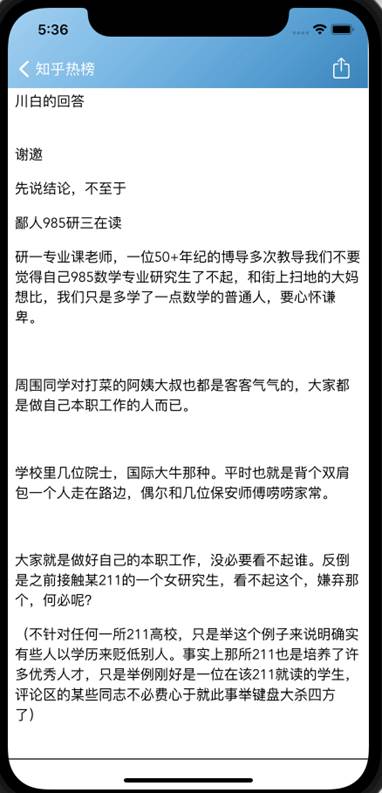 5:36
知乎热榜
川白的回答
谢邀
先说结论，不至于
鄙人985研三在读
研一专业课老师，一位50+年纪的博导多次教导我们不要
觉得自己985数学专业研究生了不起，和街上扫地的大妈
想比，我们只是多学了一点数学的普通人，要心怀谦
卑。
周围同学对打菜的阿姨大叔也都是客客气气的，大家都
是做自己本职工作的人而已。
学校里几位院士，国际大牛那种。平时也就是背个双肩
包一个人走在路边，偶尔和几位保安师傅唠唠家常。
大家就是做好自己的本职工作，没必要看不起谁。反倒
是之前接触某211的一个女研究生，看不起这个，嫌弃那
个，何必呢？
（不针对任何一所211高校，只是举这个例子来说明确实
有些人以学历来贬低别人。事实上那所211也是培养了许
多优秀人才，只是举例刚好是一位在该211就读的学生，
评论区的某些同志不必费心于就此事举键盘大杀四方
了）